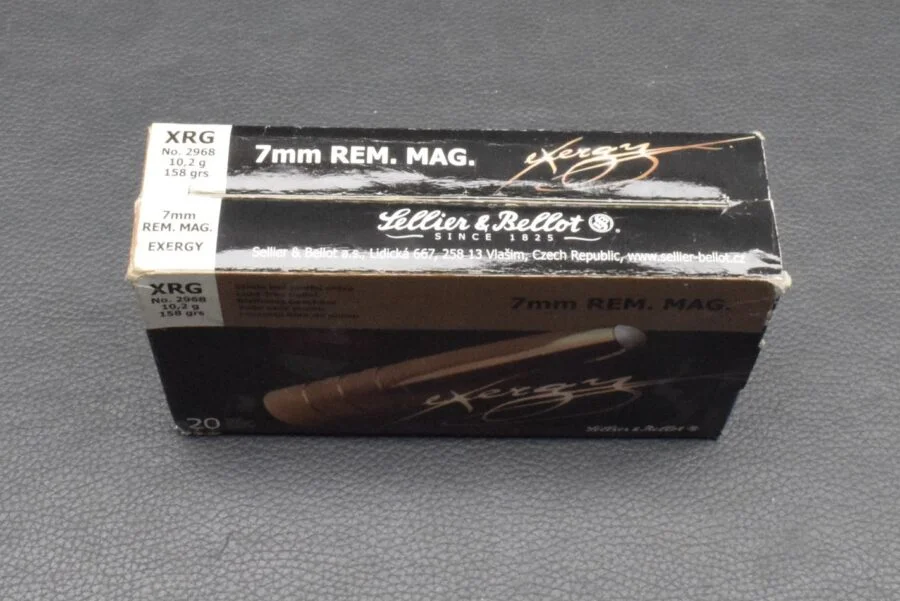 XRG
No. 2968
10,2 g
158 grs
7mm REM. MAG.
exergy
7mm
REM. MAG.
EXERGY
Sellier & Bellot S&B.
SINCE 1825
Sellier & Bellot a.s., Lidická 667, 258 13 Vlašim, Czech Republic, www.sellier-bellot.cz
XRG
No. 2968
10,2 g
158 grs
7mm REM. MAG.
exergy
20
Sellier & Bellot